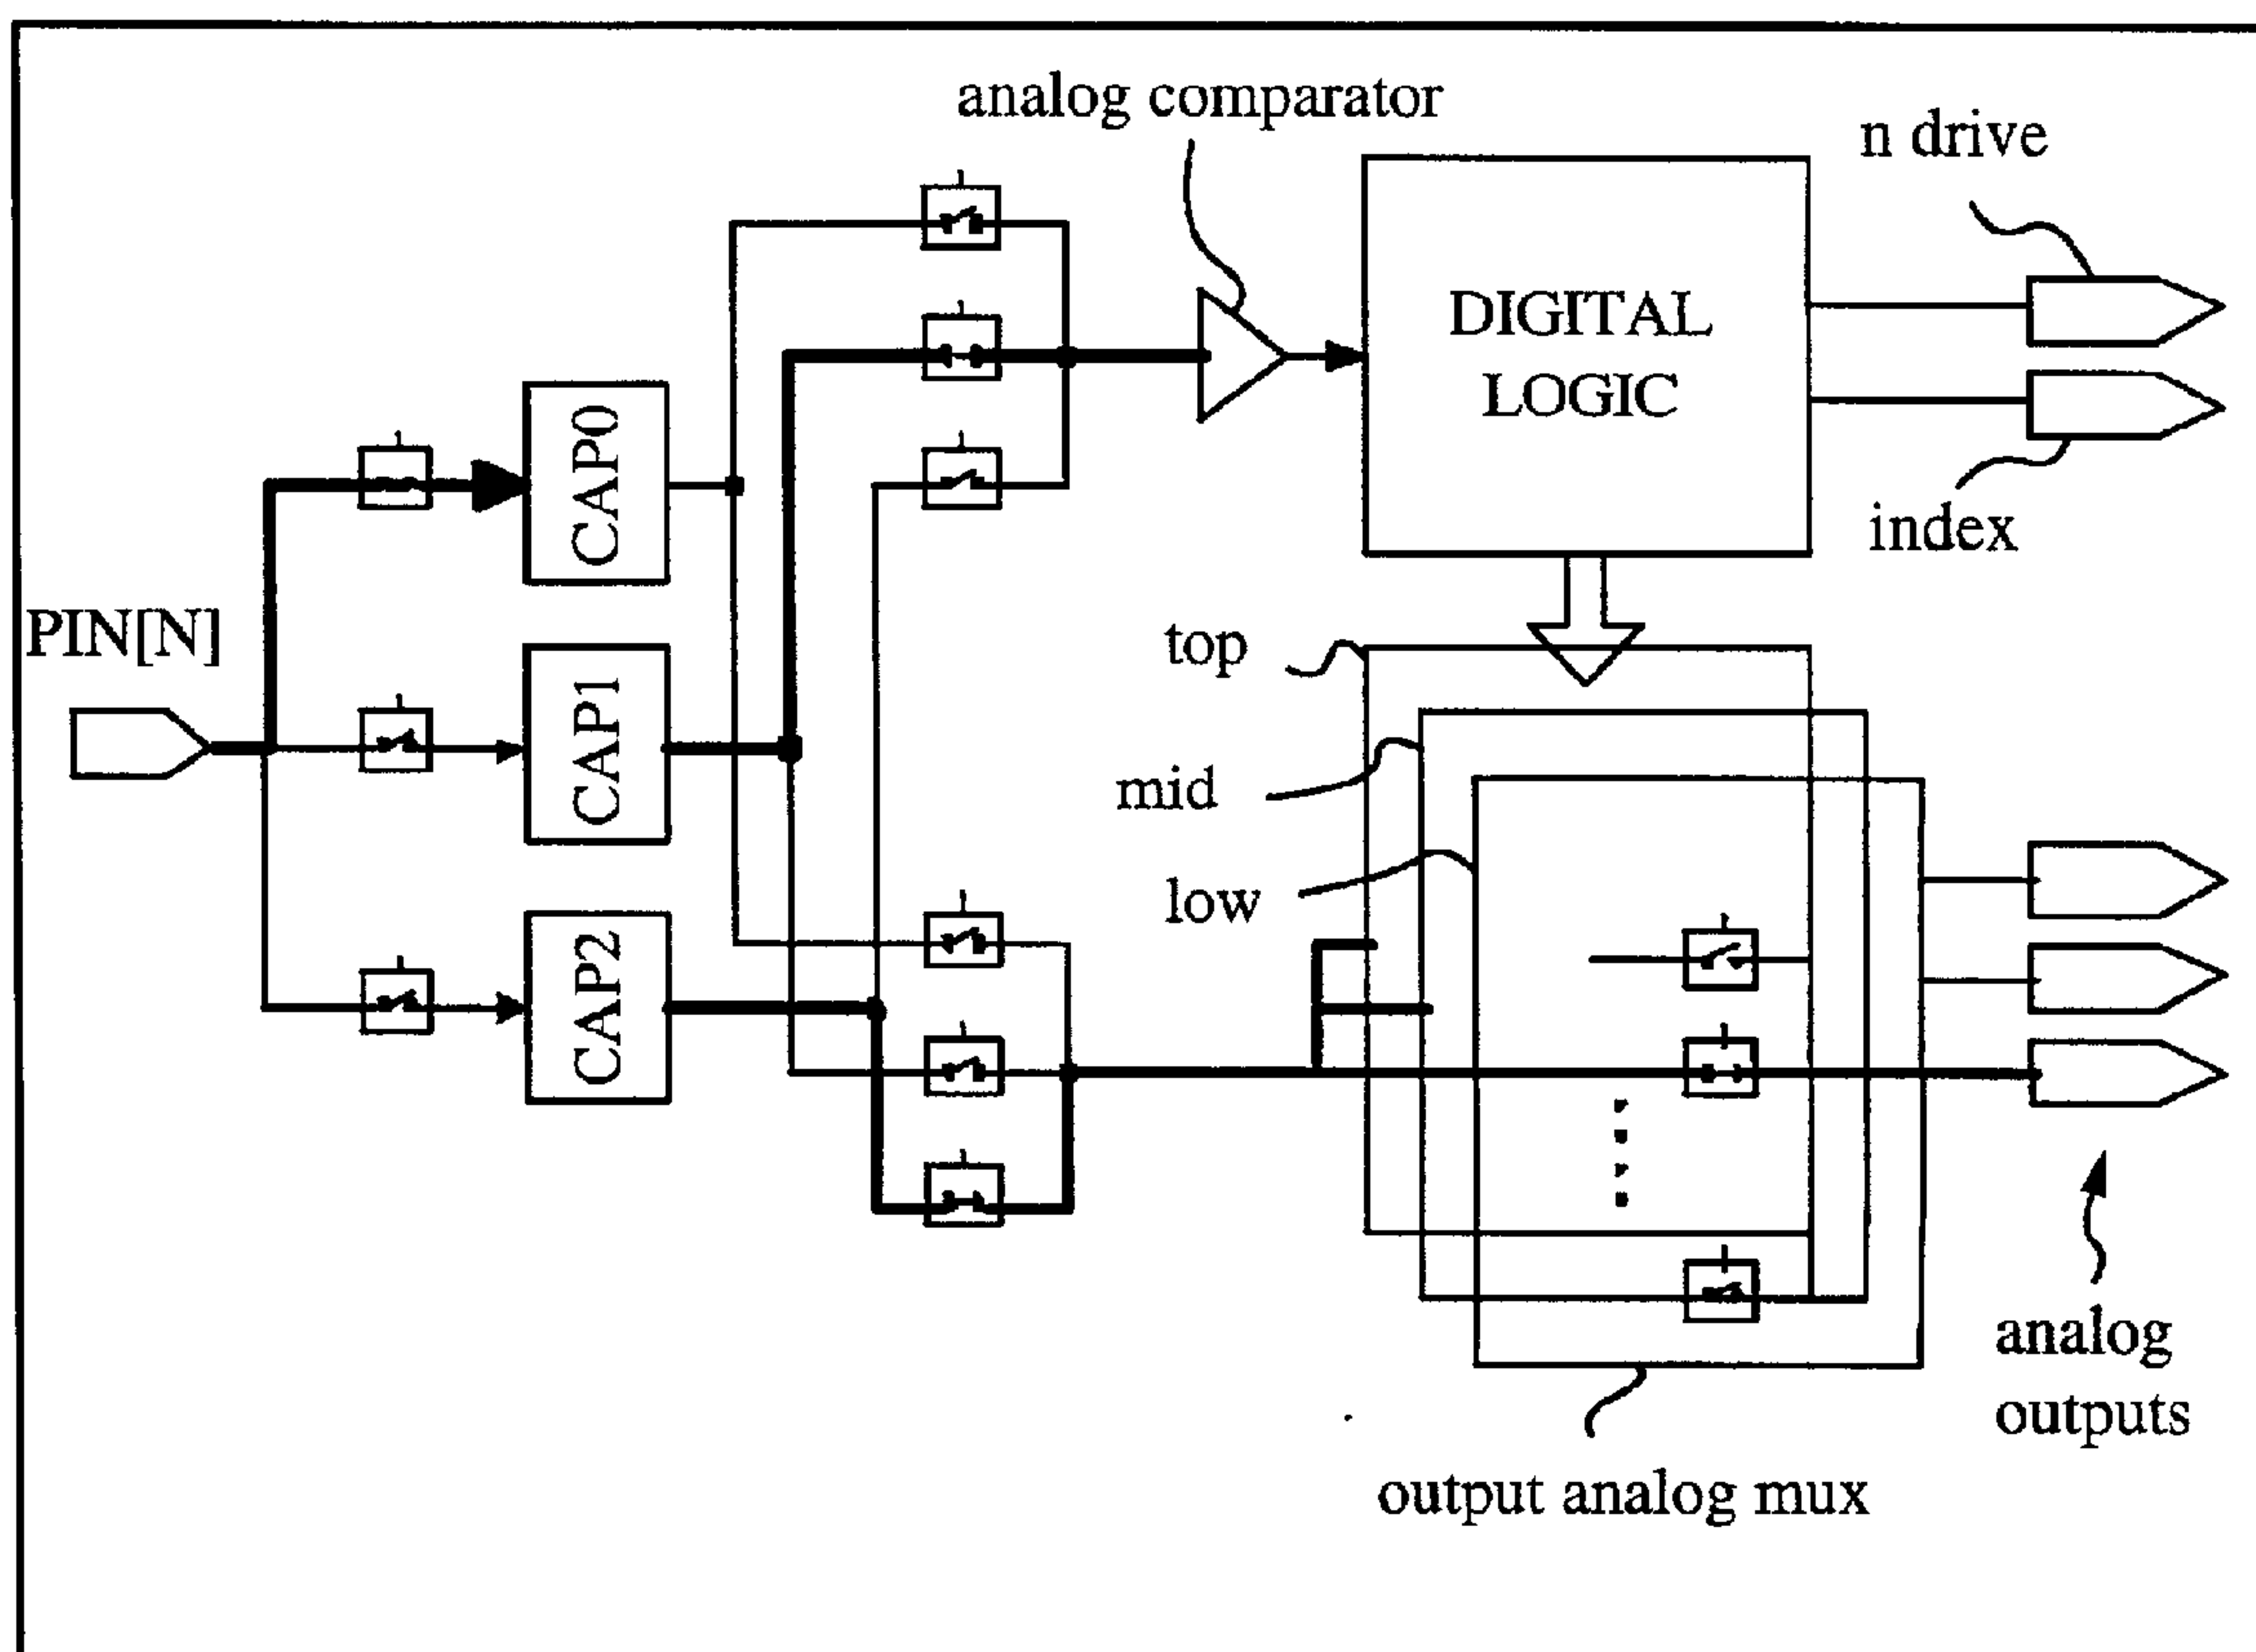 analog comparator
n drive
DIGITAL
LOGIC
index
CAP0
PIN[N]
CAP1
CAP2
top
mid
low
analog
outputs
output analog mux